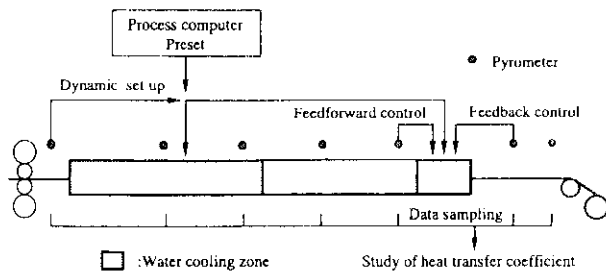 Process computer
Preset
Pyrometer
Dynamic set up
Feedforward control
Feedback control
Data sampling
:Water cooling zone
Study of heat transfer coefficient